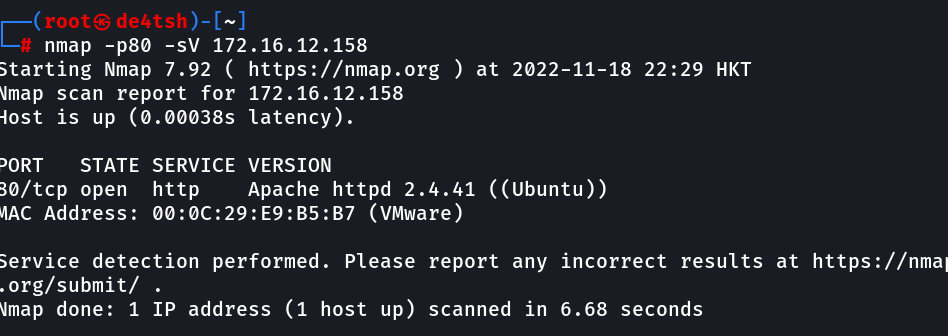 ┌──(root㉿de4tsh)-[~]
└─# nmap -p80 -sV 172.16.12.158
Starting Nmap 7.92 ( https://nmap.org ) at 2022-11-18 22:29 HKT
Nmap scan report for 172.16.12.158
Host is up (0.00038s latency).

PORT   STATE SERVICE VERSION
80/tcp open  http    Apache httpd 2.4.41 ((Ubuntu))
MAC Address: 00:0C:29:E9:B5:B7 (VMware)

Service detection performed. Please report any incorrect results at https://nmap
.org/submit/ .
Nmap done: 1 IP address (1 host up) scanned in 6.68 seconds